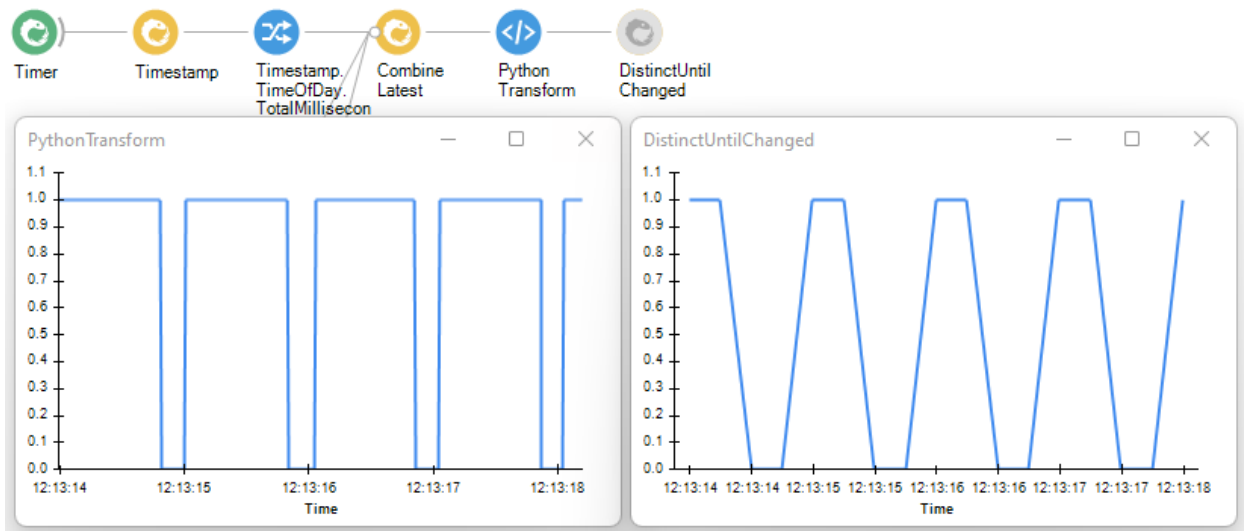 Timer
Timestamp
Timestamp.
TimeOfDay.
TotalMillisecon
Combine
Latest
Python
Transform
DistinctUntil
Changed
PythonTransform
1.1
1.0
0.9
0.8
0.7
0.6
0.5
0.4
0.3
0.2
0.1
0.0
12:13:14 12:13:15 12:13:16 12:13:17 12:13:18
Time
DistinctUntilChanged
1.1
1.0
0.9
0.8
0.7
0.6
0.5
0.4
0.3
0.2
0.1
0.0
12:13:14 12:13:14 12:13:15 12:13:15 12:13:16 12:13:16 12:13:17 12:13:17 12:13:18
Time